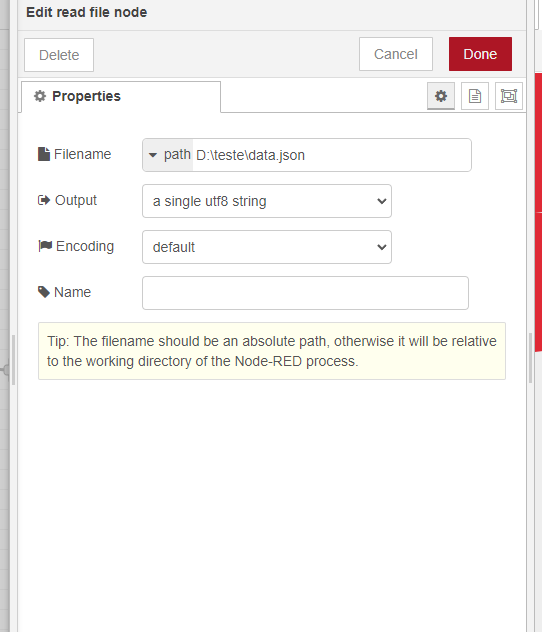 Edit read file node
Delete
Cancel
Done
Properties
Filename
path D:\teste\data.json
Output
a single utf8 string
Encoding
default
Name
Tip: The filename should be an absolute path, otherwise it will be relative
to the working directory of the Node-RED process.